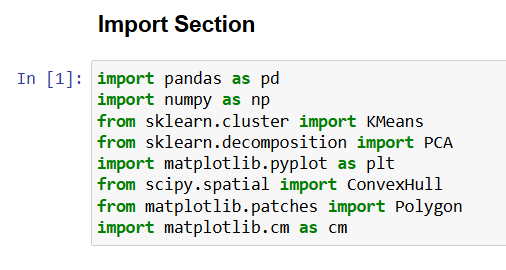 Import Section
In [1]: import pandas as pd
import numpy as np
from sklearn.cluster import KMeans
from sklearn.decomposition import PCA
import matplotlib.pyplot as plt
from scipy.spatial import ConvexHull
from matplotlib.patches import Polygon
import matplotlib.cm as cm